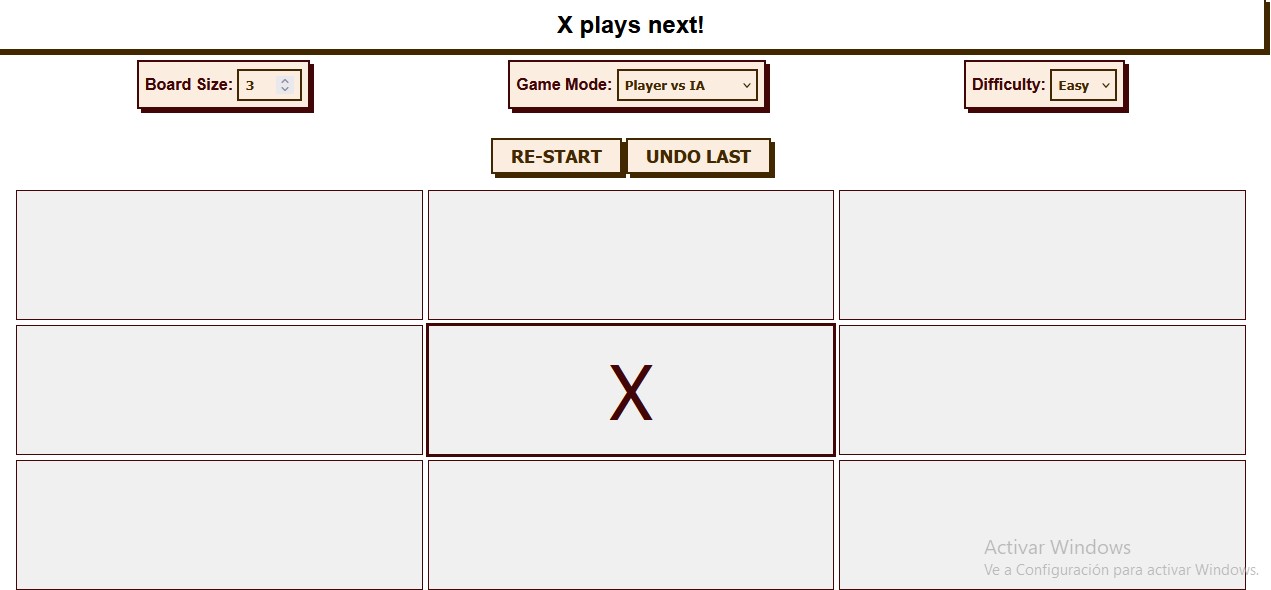 X plays next!
Board Size: 3
Game Mode: Player vs IA
Difficulty: Easy
RE-START
UNDO LAST
X
Activar Windows
Ve a Configuración para activar Windows.